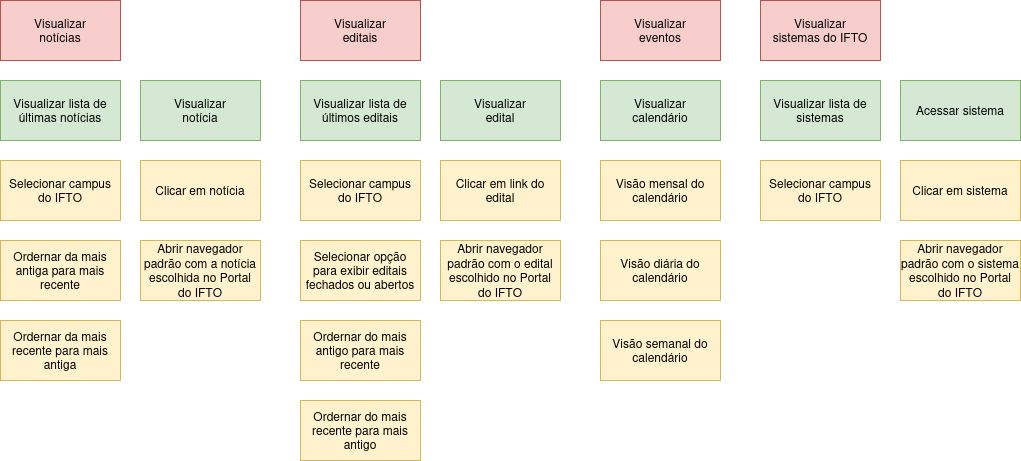 Visualizar
notícias
Visualizar
editais
Visualizar
eventos
Visualizar
sistemas do IFTO
Visualizar lista de
últimas notícias
Visualizar
notícia
Visualizar lista de
últimos editais
Visualizar
edital
Visualizar
calendário
Visualizar lista de
sistemas
Acessar sistema
Selecionar campus
do IFTO
Clicar em notícia
Selecionar campus
do IFTO
Clicar em link do
edital
Visão mensal do
calendário
Selecionar campus
do IFTO
Clicar em sistema
Ordernar da mais
antiga para mais
recente
Abrir navegador
padrão com a notícia
escolhida no Portal
do IFTO
Selecionar opção
para exibir editais
fechados ou abertos
Abrir navegador
padrão com o edital
escolhido no Portal
do IFTO
Visão diária do
calendário
Abrir navegador
padrão com o sistema
escolhido no Portal
do IFTO
Ordernar da mais
recente para mais
antiga
Ordernar do mais
antigo para mais
recente
Visão semanal do
calendário
Ordernar do mais
recente para mais
antigo